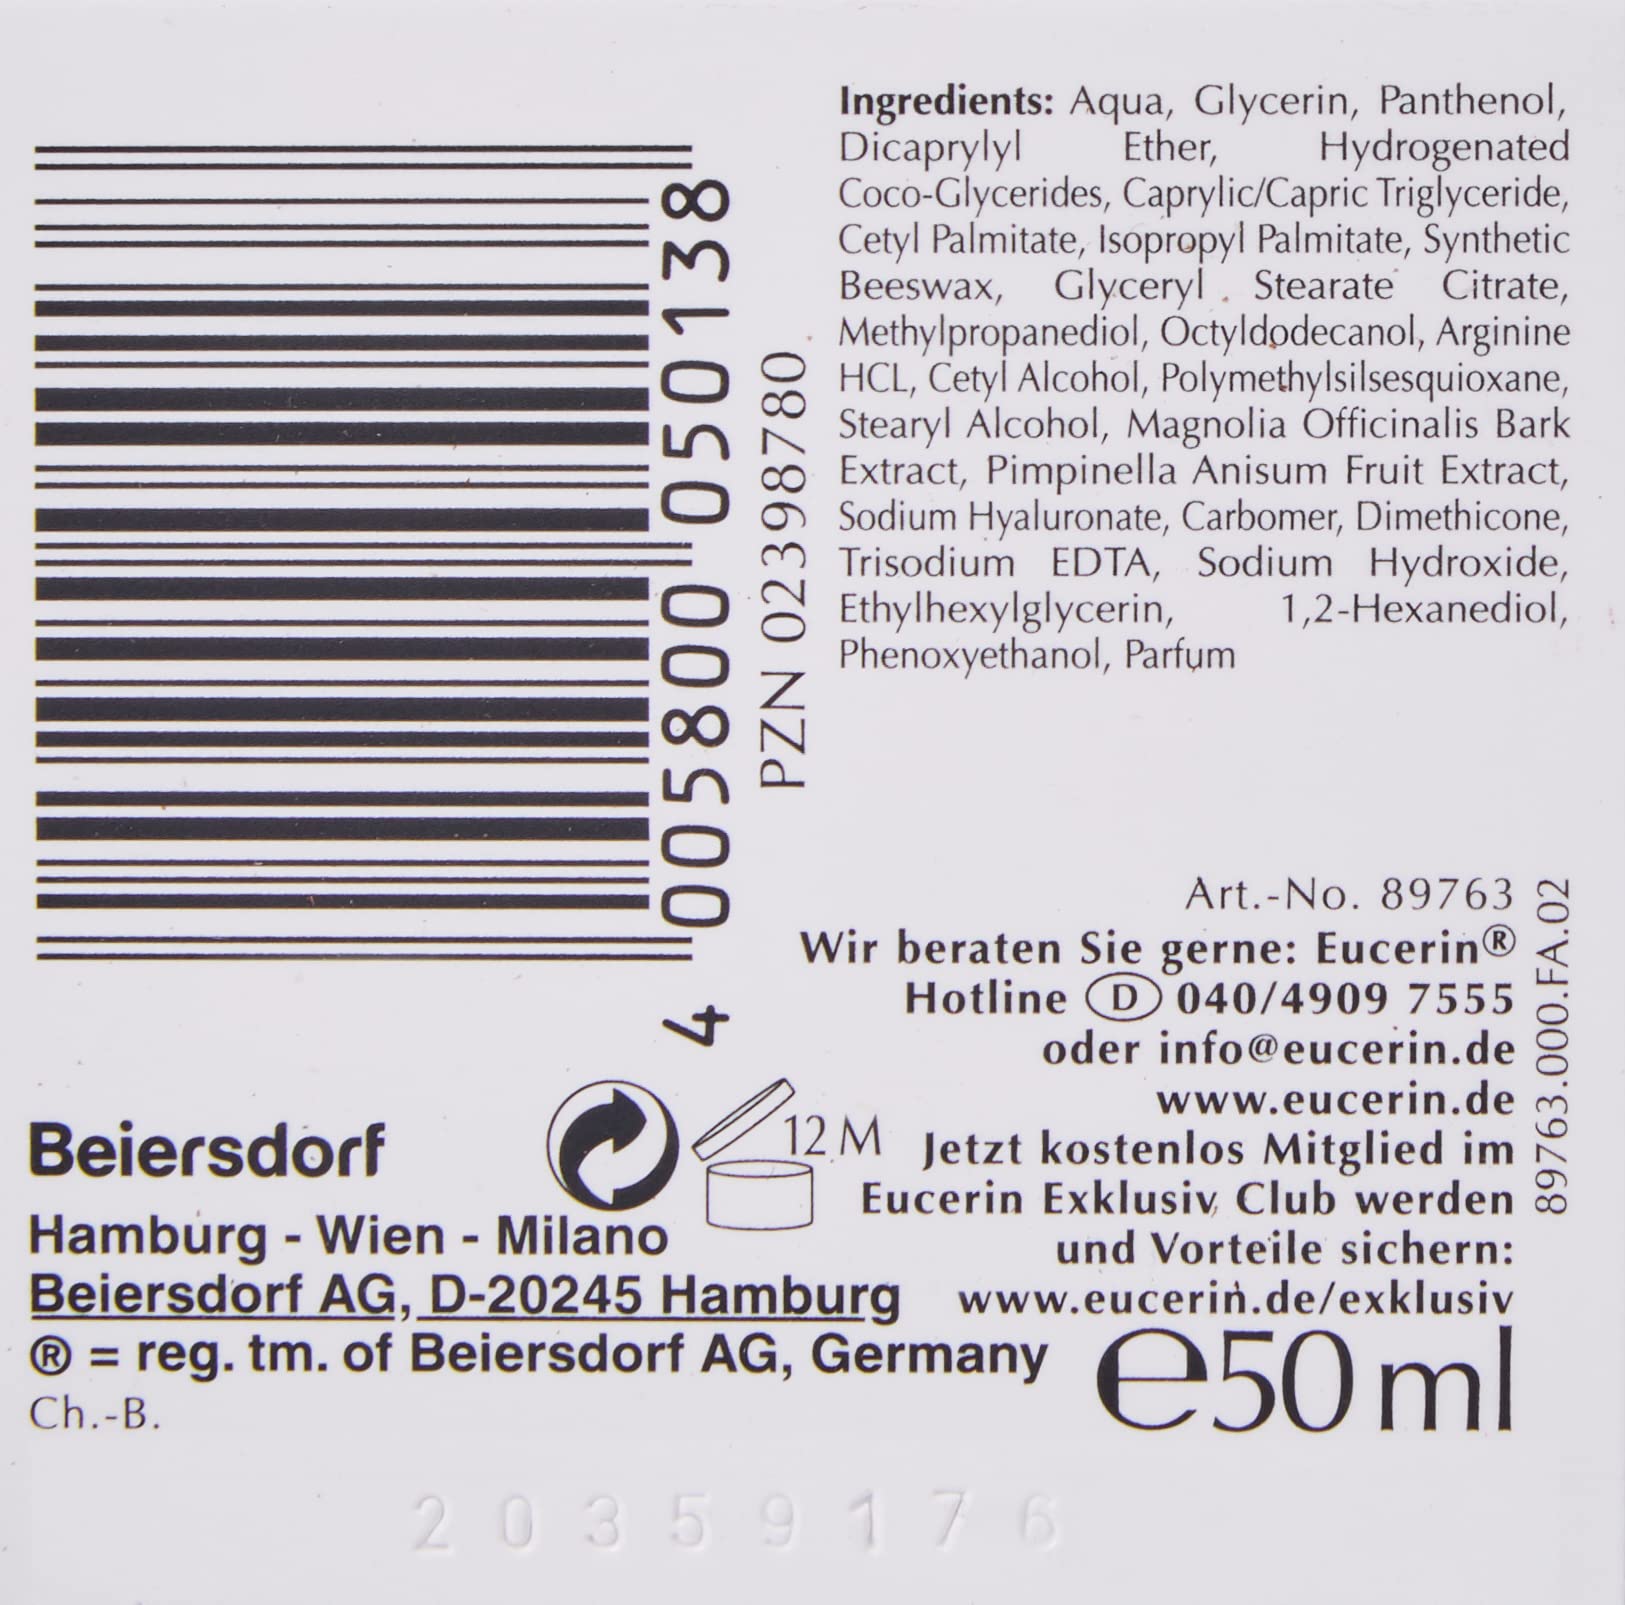 Ingredients: Aqua, Glycerin, Panthenol,
Dicaprylyl Ether, Hydrogenated
Coco-Glycerides, Caprylic/Capric Triglyceride,
Cetyl Palmitate, Isopropyl Palmitate, Synthetic
Beeswax, Glyceryl Stearate Citrate,
Methylpropanediol, Octyldodecanol, Arginine
HCL, Cetyl Alcohol, Polymethylsilsesquioxane,
Stearyl Alcohol, Magnolia Officinalis Bark
Extract, Pimpinella Anisum Fruit Extract,
Sodium Hyaluronate, Carbomer, Dimethicone,
Trisodium EDTA, Sodium Hydroxide,
Ethylhexylglycerin, 1,2-Hexanediol,
Phenoxyethanol, Parfum
4 005800 050138
PZN 02398780
Art.-No. 89763
Wir beraten Sie gerne: Eucerin®
Hotline D 040/4909 7555
oder info@eucerin.de
www.eucerin.de
Jetzt kostenlos Mitglied im
Eucerin Exklusiv Club werden
und Vorteile sichern:
www.eucerin.de/exklusiv
89763.000.FA.02
12 M
Beiersdorf
Hamburg - Wien - Milano
Beiersdorf AG, D-20245 Hamburg
® = reg. tm. of Beiersdorf AG, Germany
Ch.-B.
e50 ml
20359176